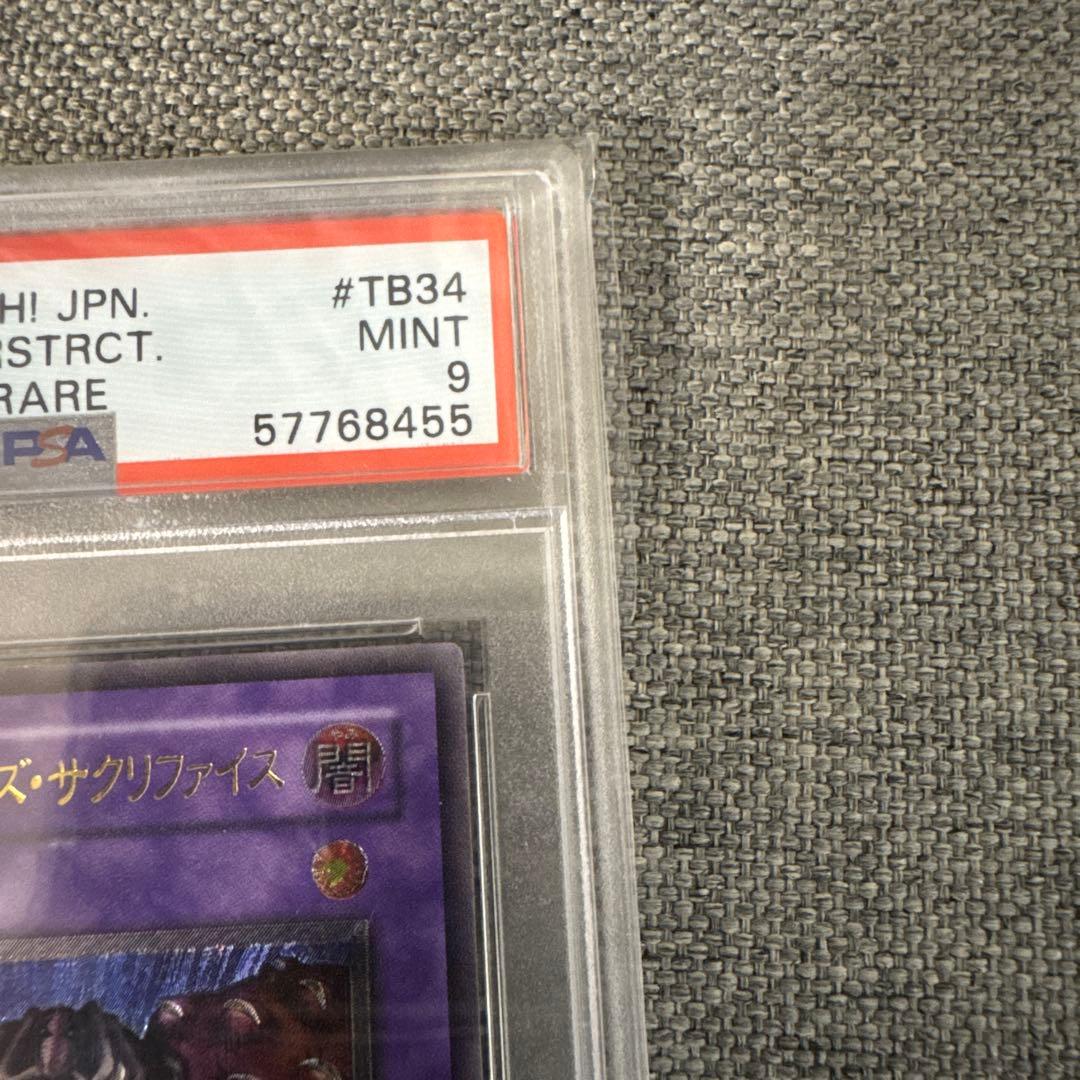 H! JPN. #TB34
RSTRCT. MINT
RARE 9
PSA 57768455
ズ・サクリファイス 闇